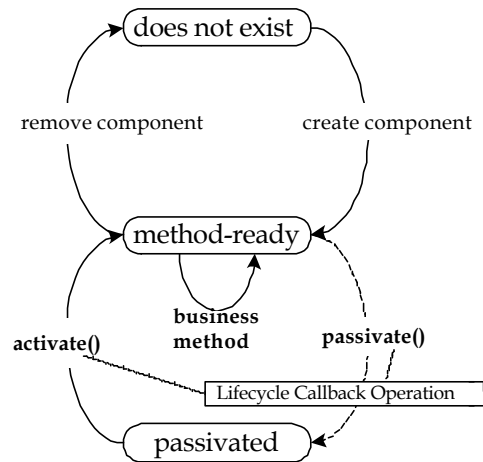 does not exist
remove component
create component
method-ready
business
method
activate()
passivate()
Lifecycle Callback Operation
passivated